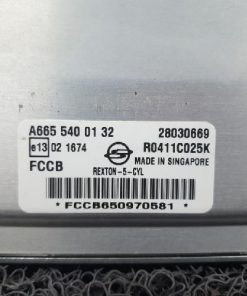 A665 540 01 32 28030669
e13 02 1674 R0411C025K
FCCB MADE IN SINGAPORE
REXTON-5-CYL
*FCCB650970581*